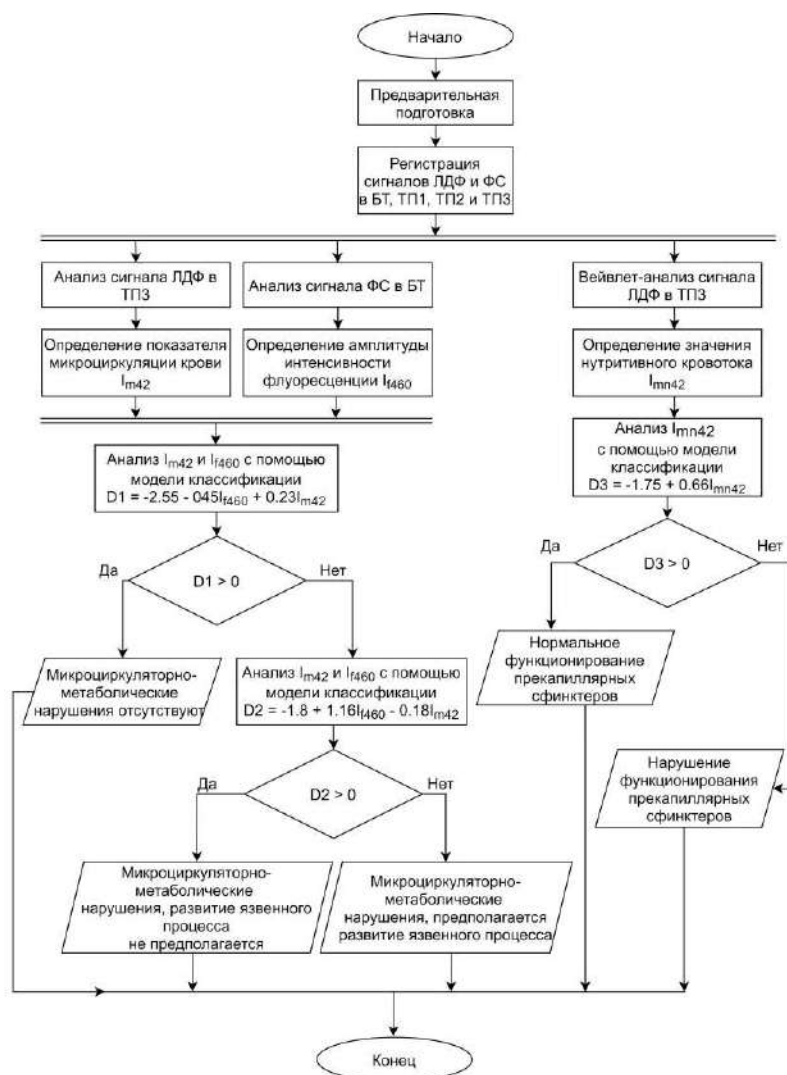 Начало
Предварительная
подготовка
Регистрация
сигналов ЛДФ и ФС
в БТ, ТП1, ТП2 и ТП3
Анализ сигнала ЛДФ в
ТП3
Анализ сигнала ФС в БТ
Вейвлет-анализ сигнала
ЛДФ в ТП3
Определение показателя
микроциркуляции крови
Im42
Определение амплитуды
интенсивности
флуоресценции If460
Определение значения
нутритивного кровотока
Imn42
Анализ Im42 и If460 с помощью
модели классификации
D1 = -2.55 - 045If460 + 0.23Im42
Анализ Imn42
с помощью модели
классификации
D3 = -1.75 + 0.66Imn42
Да
D1 > 0
Нет
Да
D3 > 0
Нет
Микроциркуляторно-
метаболические
нарушения отсутствуют
Анализ Im42 и If460 с помощью
модели классификации
D2 = -1.8 + 1.16If460 - 0.18Im42
Нормальное
функционирование
прекапиллярных
сфинктеров
Да
D2 > 0
Нет
Нарушение
функционирования
прекапиллярных
сфинктеров
Микроциркуляторно-
метаболические
нарушения, развитие язвенного
процесса
не предполагается
Микроциркуляторно-
метаболические
нарушения, предполагается
развитие язвенного процесса
Конец